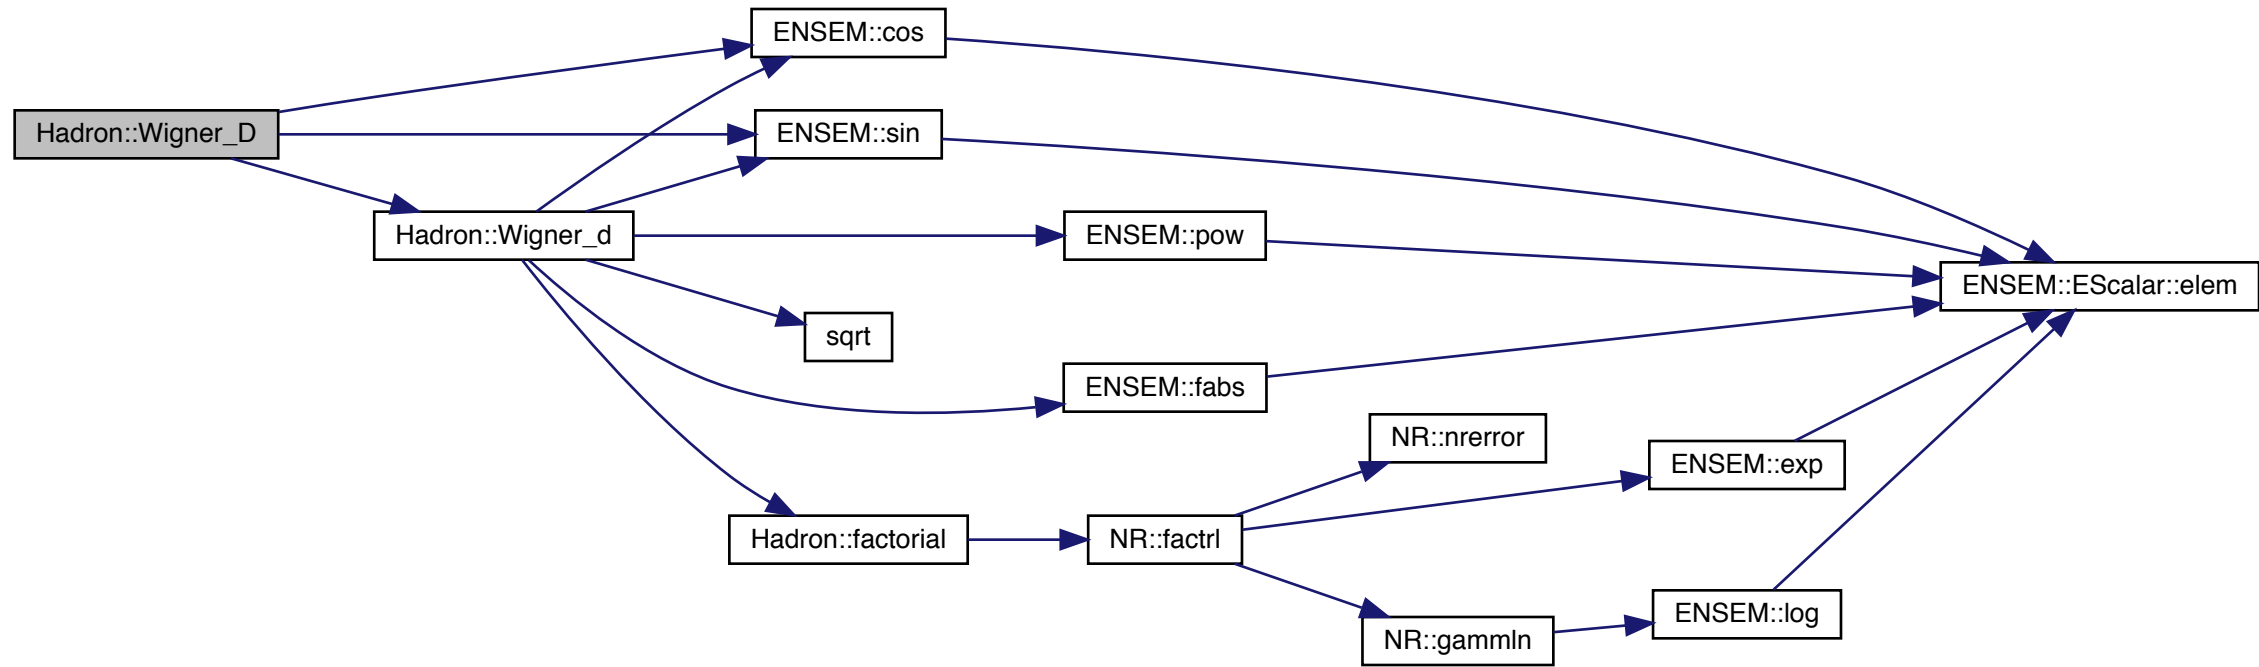 ENSEM::cos
Hadron::Wigner_D
ENSEM::sin
Hadron::Wigner_d
ENSEM::pow
ENSEM::EScalar::elem
sqrt
ENSEM::fabs
NR::nrerror
ENSEM::exp
Hadron::factorial
NR::factrl
ENSEM::log
NR::gammln